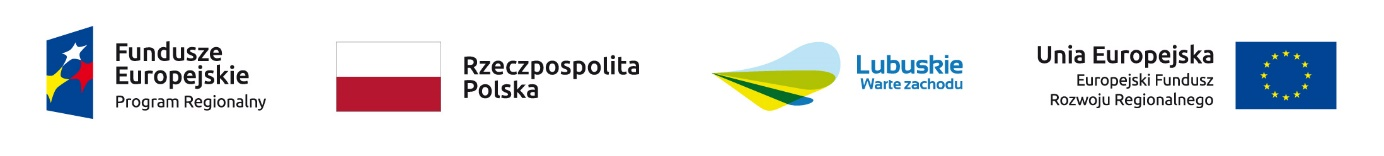 Fundusze
Europejskie
Program Regionalny
Rzeczpospolita
Polska
Lubuskie
Warte zachodu
Unia Europejska
Europejski Fundusz
Rozwoju Regionalnego